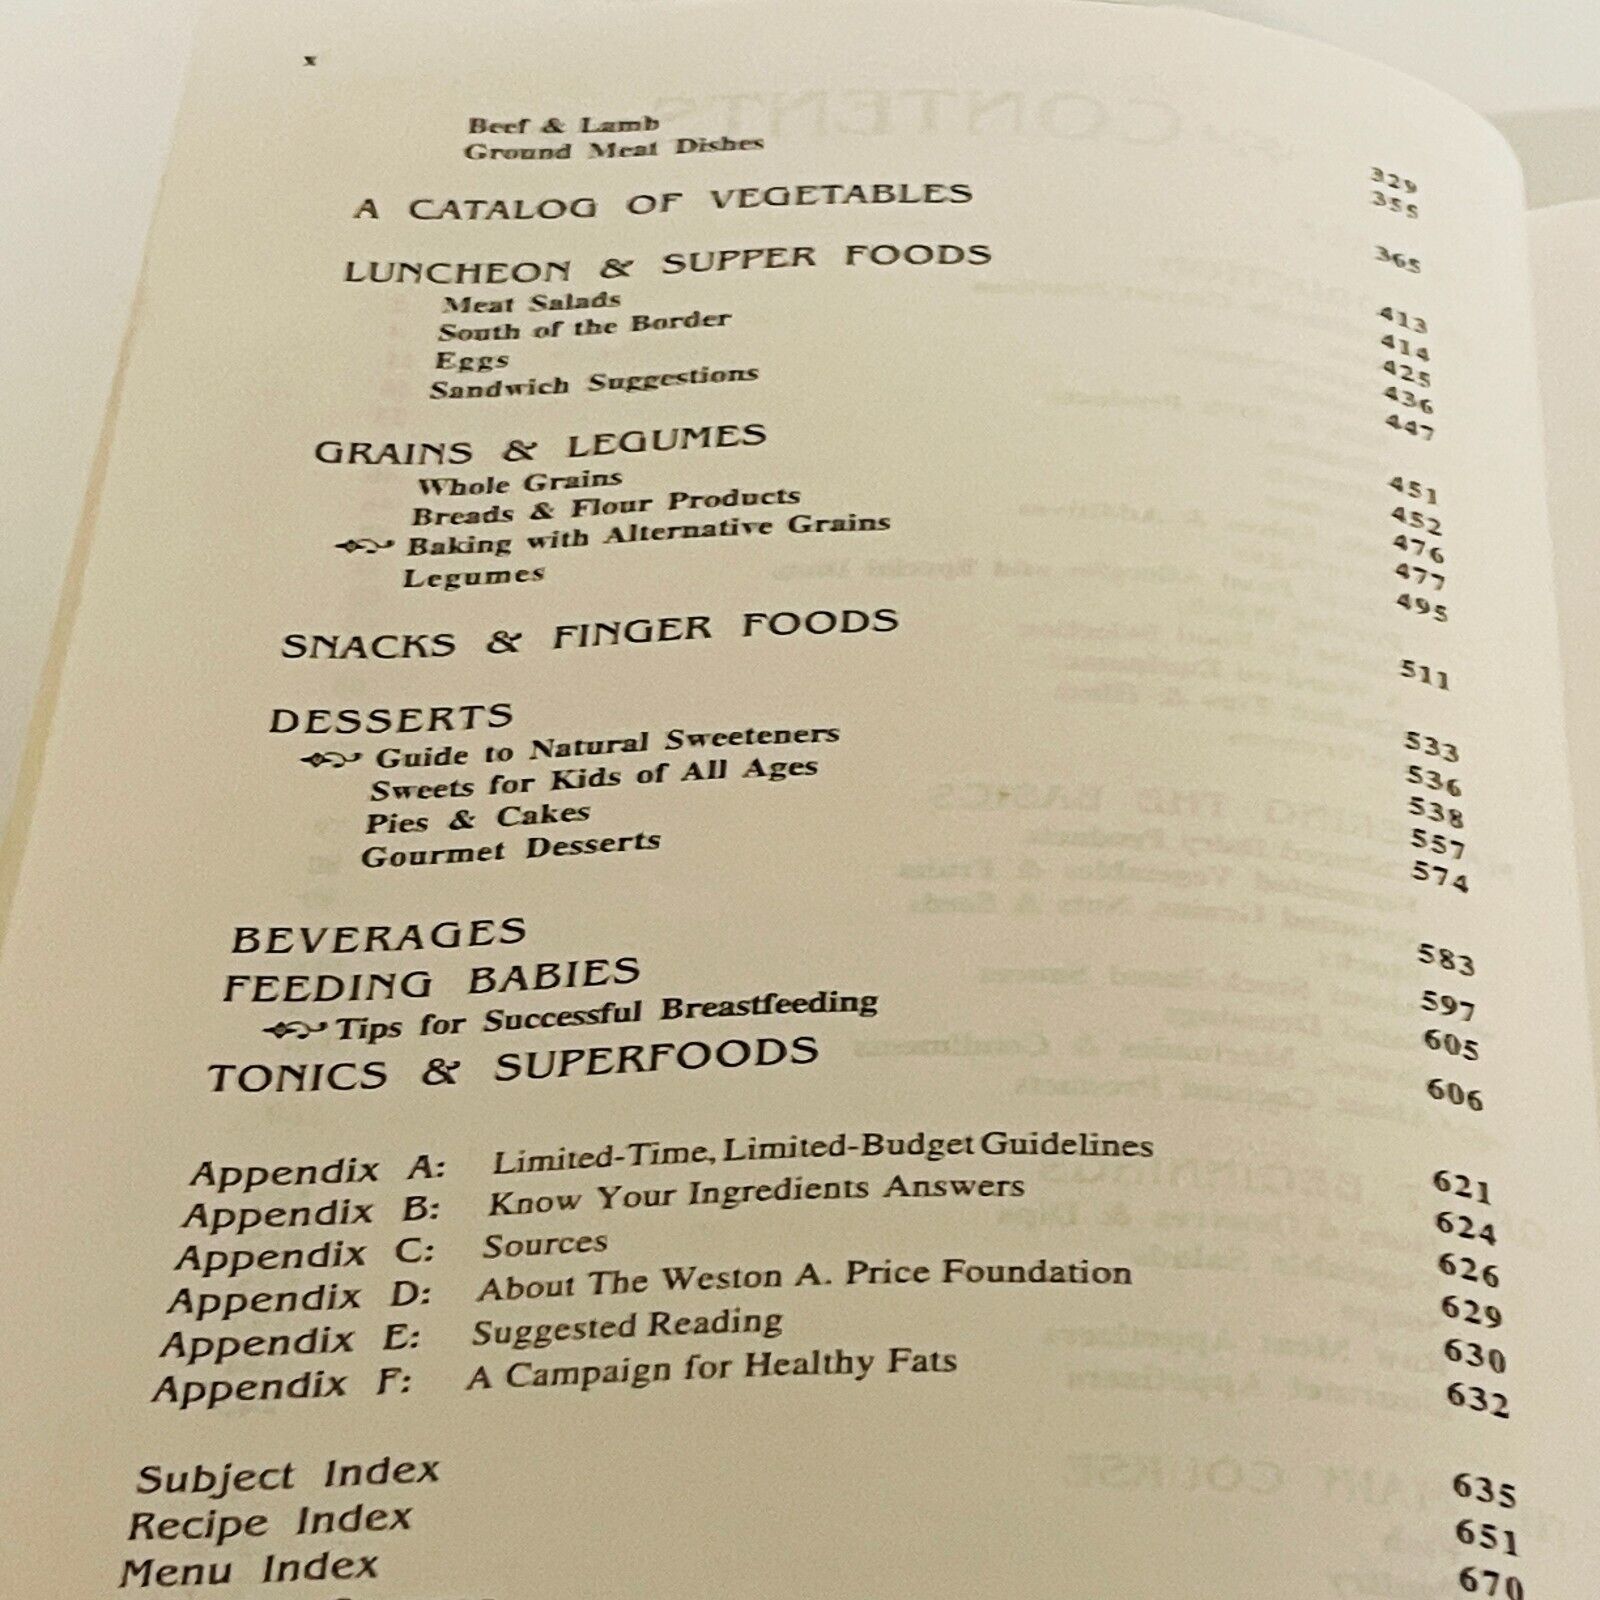 x
Beef & Lamb 329
Ground Meat Dishes 355
A CATALOG OF VEGETABLES 365
LUNCHEON & SUPPER FOODS 413
Meat Salads 414
South of the Border 425
Eggs 436
Sandwich Suggestions 447
GRAINS & LEGUMES 451
Whole Grains 452
Breads & Flour Products 476
Baking with Alternative Grains 477
Legumes 495
SNACKS & FINGER FOODS 511
DESSERTS 533
Guide to Natural Sweeteners 536
Sweets for Kids of All Ages 538
Pies & Cakes 557
Gourmet Desserts 574
BEVERAGES 583
FEEDING BABIES 597
Tips for Successful Breastfeeding 605
TONICS & SUPERFOODS 606
Appendix A: Limited-Time, Limited-Budget Guidelines 621
Appendix B: Know Your Ingredients Answers 624
Appendix C: Sources 626
Appendix D: About The Weston A. Price Foundation 629
Appendix E: Suggested Reading 630
Appendix F: A Campaign for Healthy Fats 632
Subject Index 635
Recipe Index 651
Menu Index 670